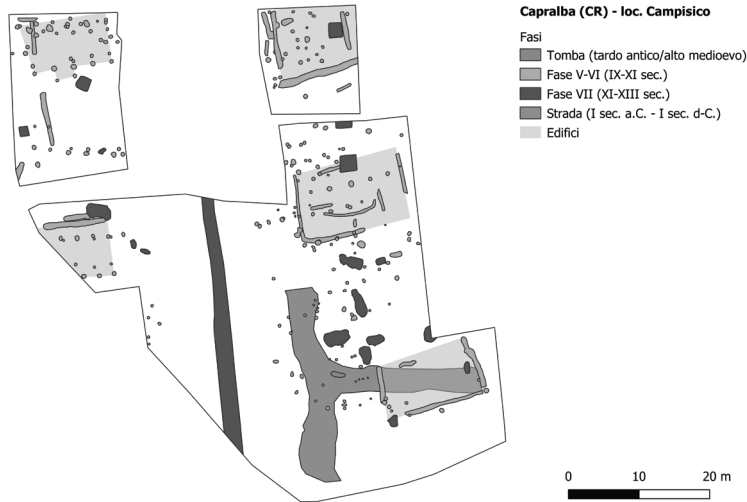 Capralba (CR) - loc. Campisico
Fasi
Tomba (tardo antico/alto medioevo)
Fase V-VI (IX-XI sec.)
Fase VII (XI-XIII sec.)
Strada (I sec. a.C. - I sec. d-C.)
Edifici
0 10 20 m